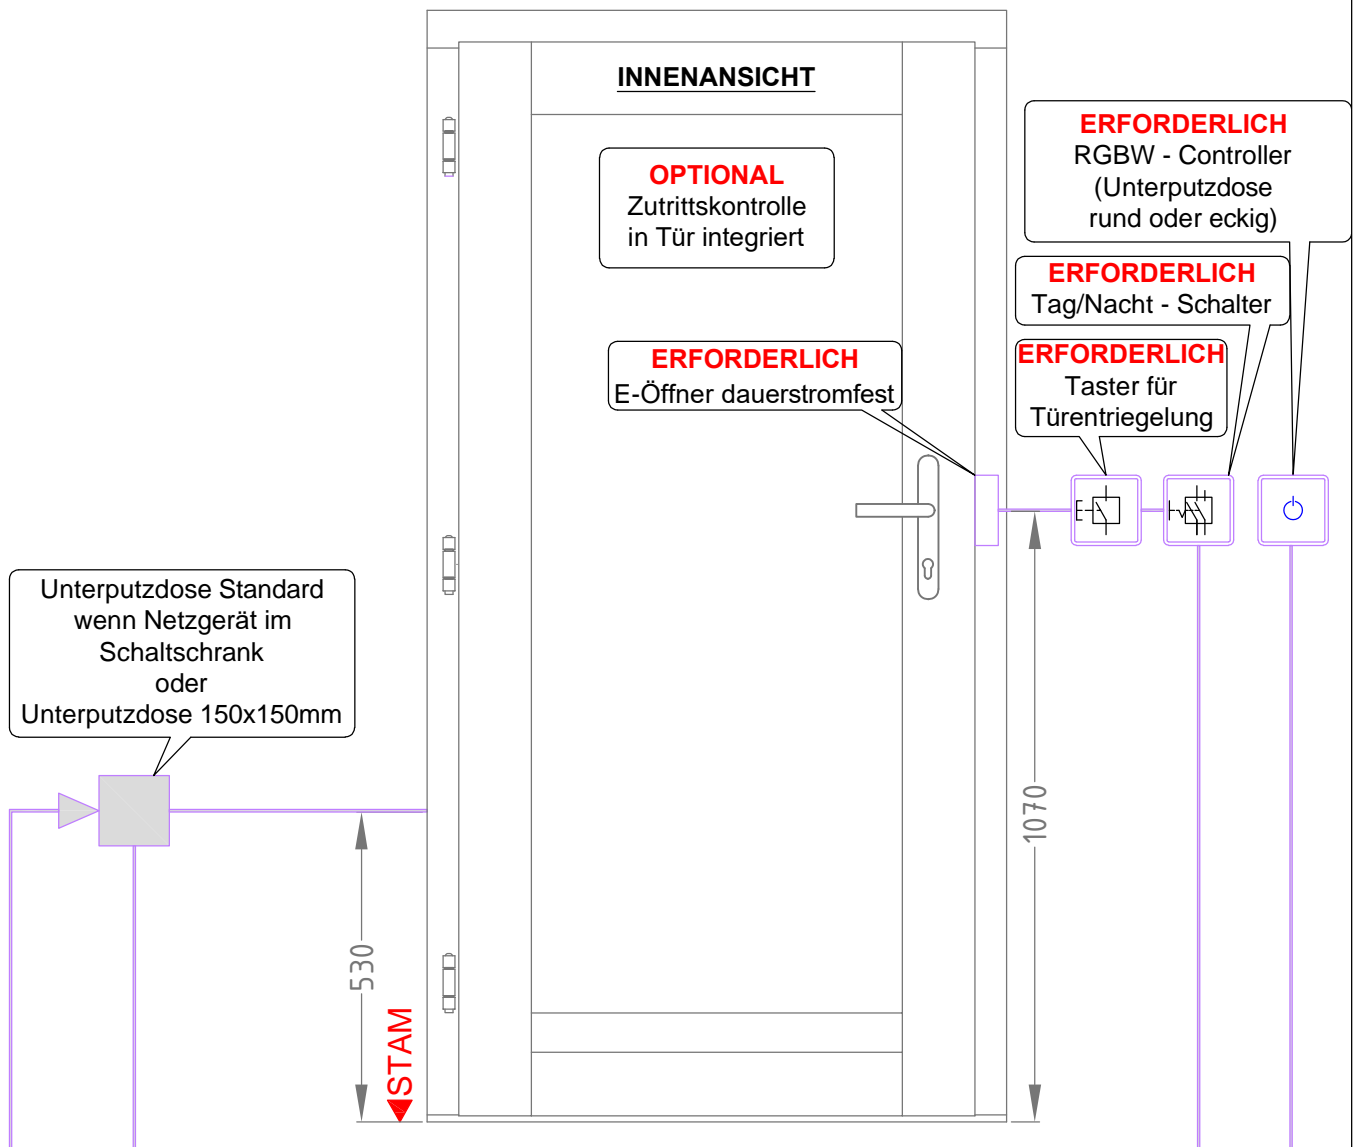 INNENANSICHT
OPTIONAL
Zutrittskontrolle
in Tür integriert
ERFORDERLICH
RGBW - Controller
(Unterputzdose
rund oder eckig)
ERFORDERLICH
Tag/Nacht - Schalter
ERFORDERLICH
Taster für
Türentriegelung
ERFORDERLICH
E-Öffner dauerstromfest
Unterputzdose Standard
wenn Netzgerät im
Schaltschrank
oder
Unterputzdose 150x150mm
530
STAM
1070